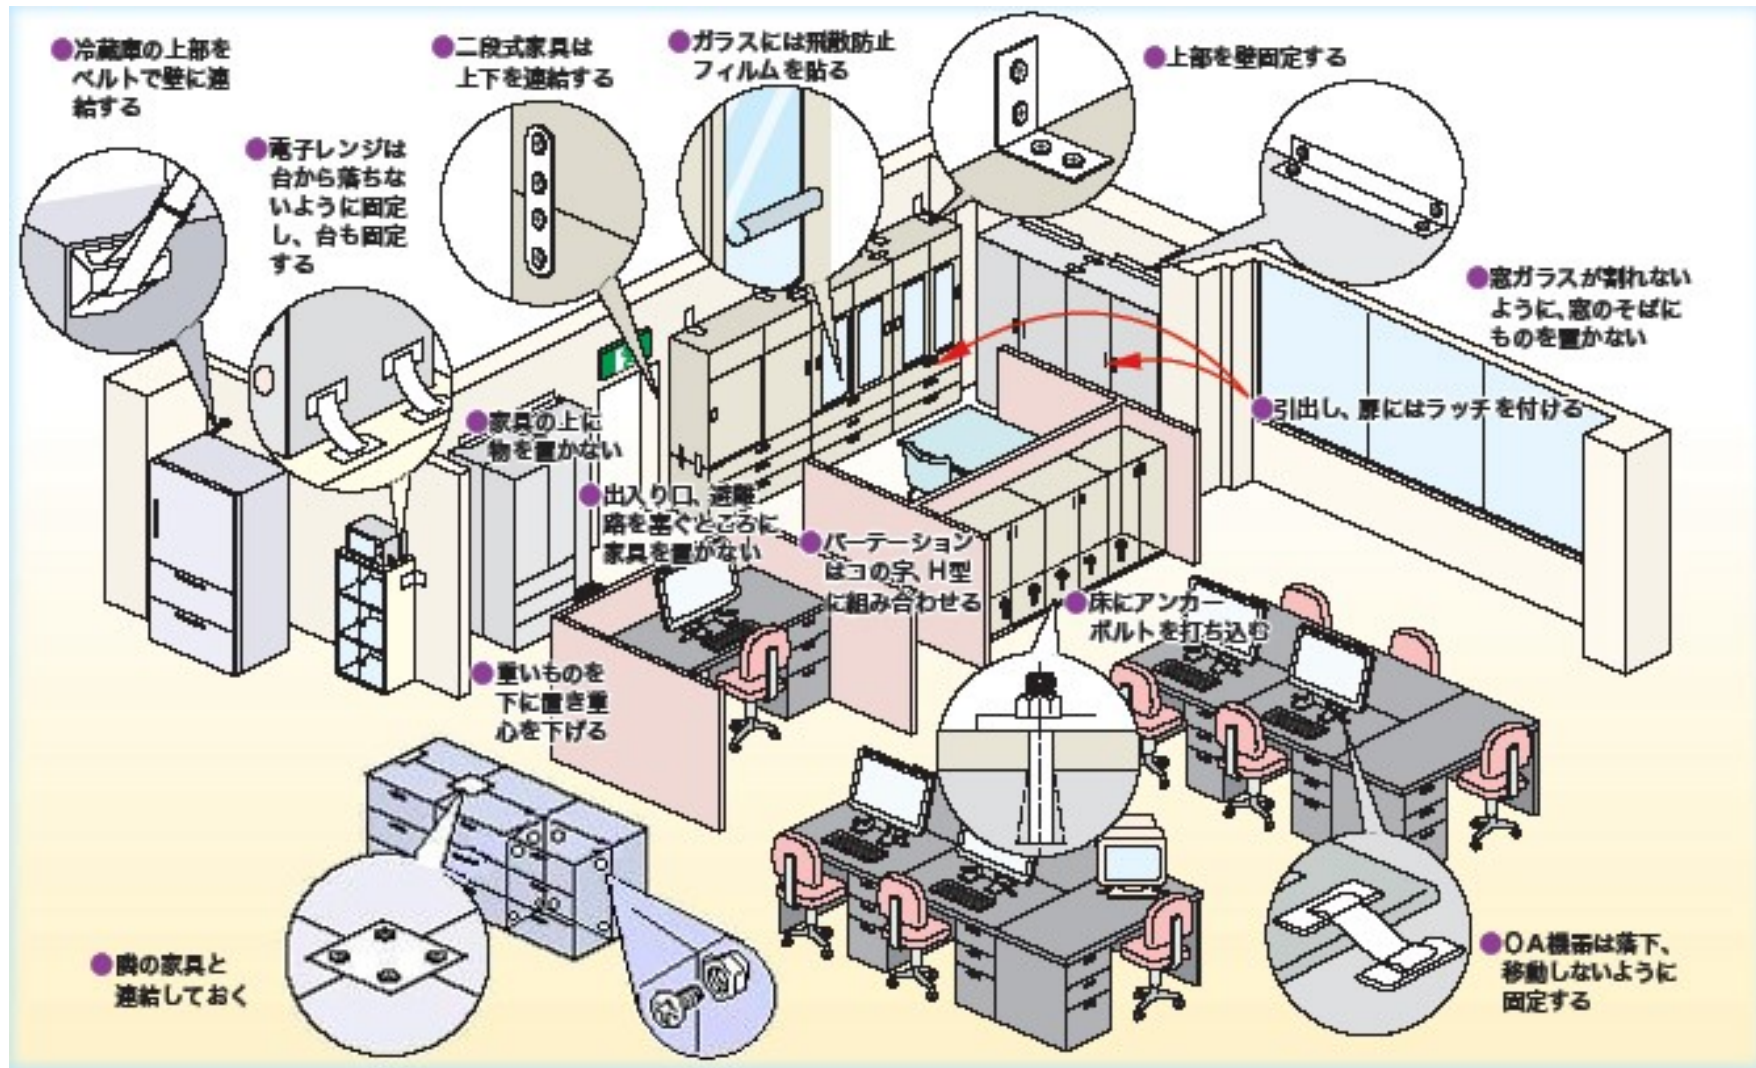 ●冷蔵庫の上部を
ベルトで壁に連
結する
●電子レンジは
台から落ちな
いように固定
し、台も固定
する
●二段式家具は
上下を連結する
●ガラスには飛散防止
フィルムを貼る
●上部を壁固定する
●窓ガラスが割れない
ように、窓のそばに
ものを置かない
●引出し、扉にはラッチを付ける
●家具の上に
物を置かない
●出入り口、避難
路を塞ぐところに
家具を置かない
●パーテーション
はコの字、H型
に組み合わせる
●床にアンカー
ボルトを打ち込む
●重いものを
下に置き重
心を下げる
●隣の家具と
連結しておく
●OA機器は落下、
移動しないように
固定する